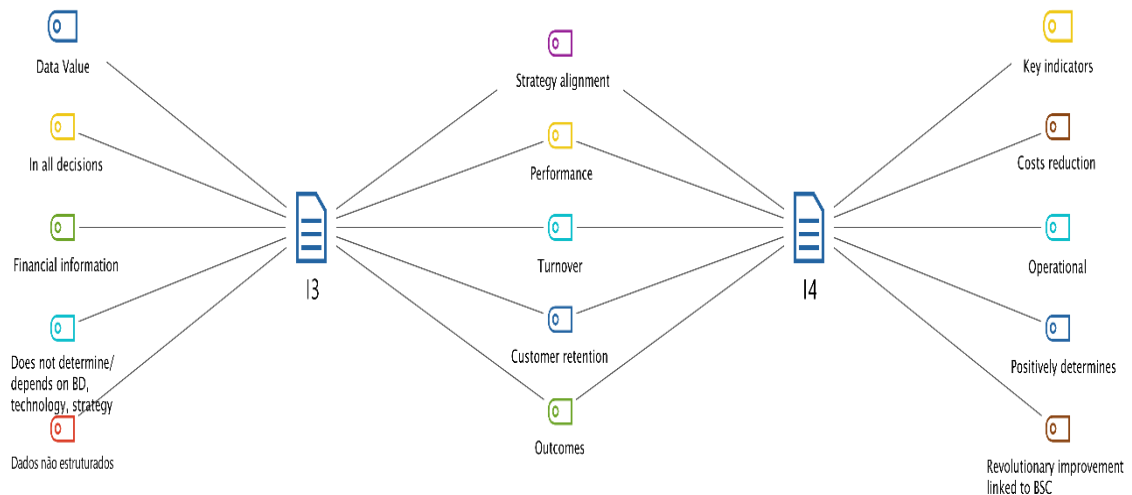 Data Value
In all decisions
Financial information
Does not determine/
depends on BD,
technology, strategy
Dados não estruturados
I3
Strategy alignment
Performance
Turnover
Customer retention
Outcomes
I4
Key indicators
Costs reduction
Operational
Positively determines
Revolutionary improvement
linked to BSC